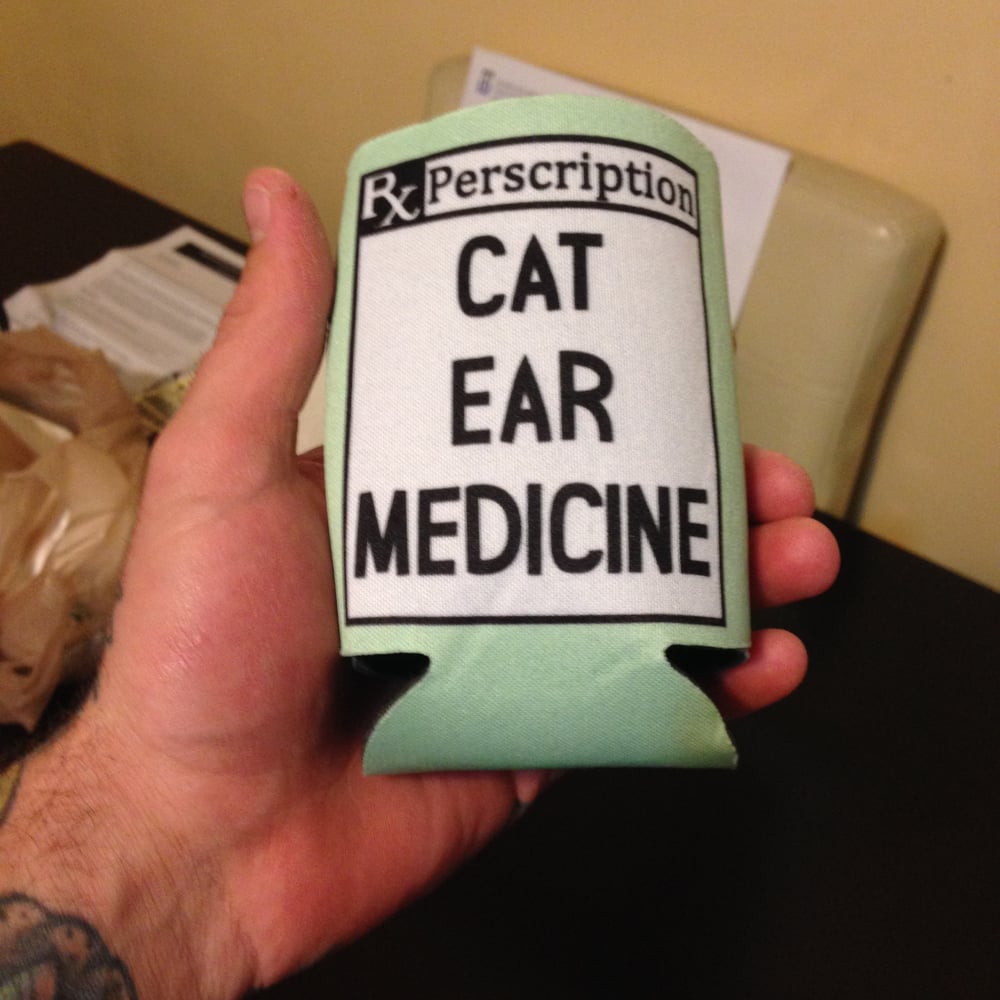 Rx Perscription
CAT
EAR
MEDICINE